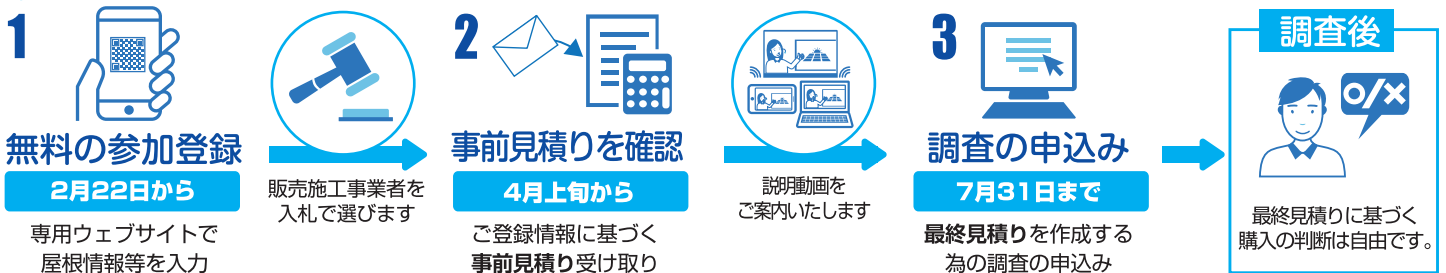 1
無料の参加登録
2月22日から
専用ウェブサイトで
屋根情報等を入力
販売施工事業者を
入札で選びます
2
事前見積りを確認
4月上旬から
ご登録情報に基づく
事前見積り受け取り
説明動画を
ご案内いたします
3
調査の申込み
7月31日まで
最終見積りを作成する
為の調査の申込み
調査後
○/×
最終見積りに基づく
購入の判断は自由です。